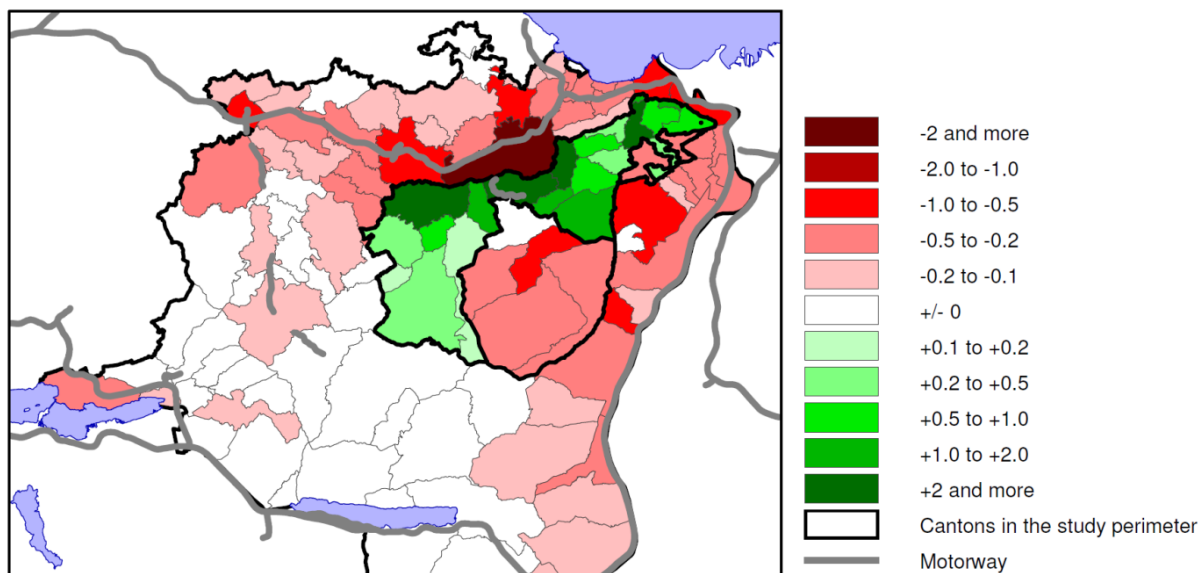 -2 and more
-2.0 to -1.0
-1.0 to -0.5
-0.5 to -0.2
-0.2 to -0.1
+/- 0
+0.1 to +0.2
+0.2 to +0.5
+0.5 to +1.0
+1.0 to +2.0
+2 and more
Cantons in the study perimeter
Motorway